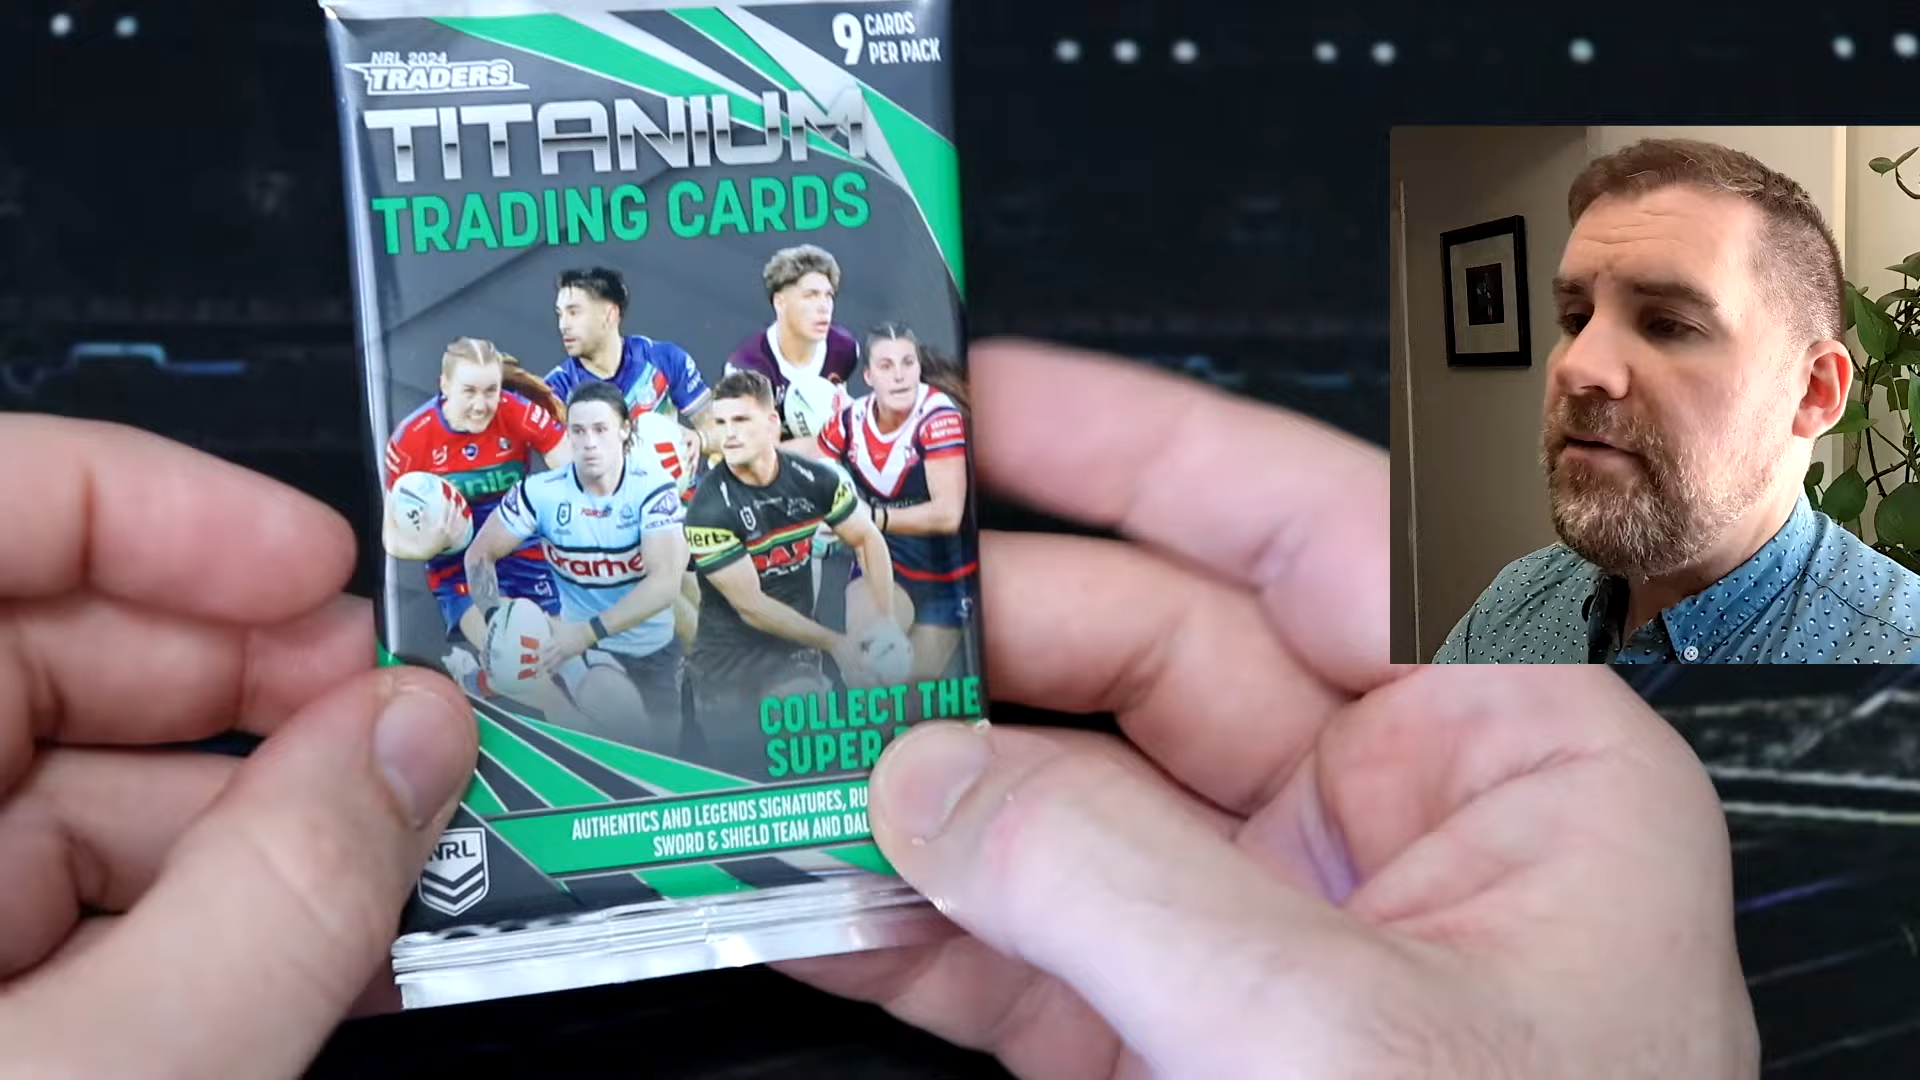 NRL 2024
TRADERS
9 CARDS
PER PACK
TITANIUM
TRADING CARDS
Hertz
COLLECT THE
SUPER
AUTHENTICS AND LEGENDS SIGNATURES,
SWORD & SHIELD TEAM AND
NRL